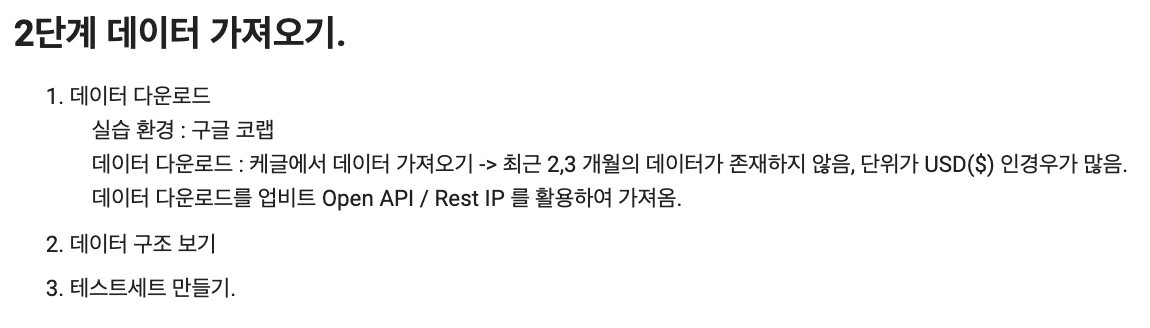 2단계 데이터 가져오기.
1. 데이터 다운로드
실습 환경 : 구글 코랩
데이터 다운로드 : 케글에서 데이터 가져오기 -> 최근 2,3 개월의 데이터가 존재하지 않음, 단위가 USD($) 인경우가 많음.
데이터 다운로드를 업비트 Open API / Rest IP 를 활용하여 가져옴.
2. 데이터 구조 보기
3. 테스트세트 만들기.